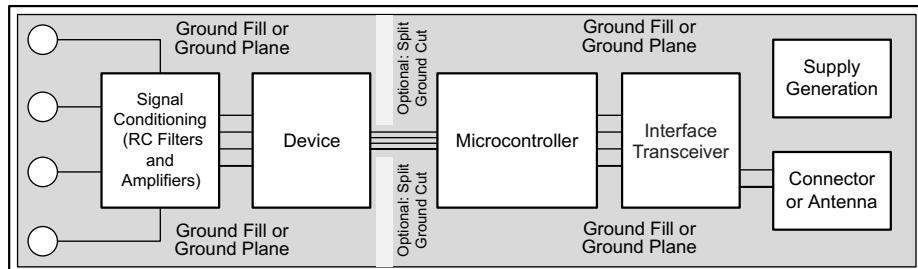 Ground Fill or
Ground Plane
Optional: Split
Ground Cut
Ground Fill or
Ground Plane
Supply
Generation
Signal
Conditioning
(RC Filters
and
Amplifiers)
Device
Microcontroller
Interface
Transceiver
Connector
or Antenna
Ground Fill or
Ground Plane
Optional: Split
Ground Cut
Ground Fill or
Ground Plane